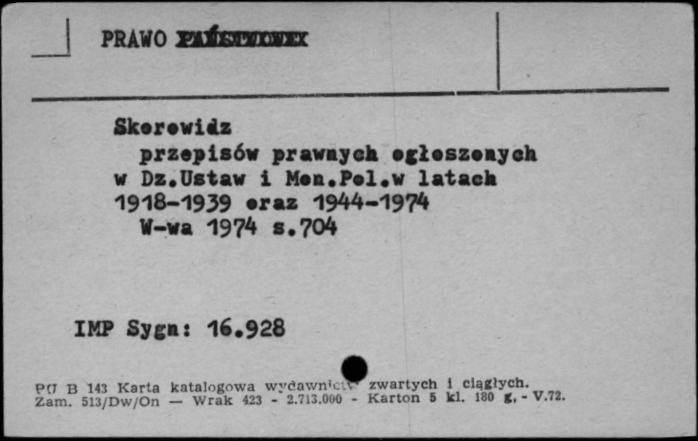 PRAWO
Skorowidz
przepisów prawnych ogłoszonych
w Dz.Ustaw i Mon.Pol.w latach
1918-1939 oraz 1944-1974
W-wa 1974 s.704
IMP Sygn: 16.928
PU B 143 Karta katalogowa wydawnictw zwartych i ciągłych.
Zam. 513/Dw/On — Wrak 423 - 2.713.000 - Karton 5 kl. 180 g, - V.72.